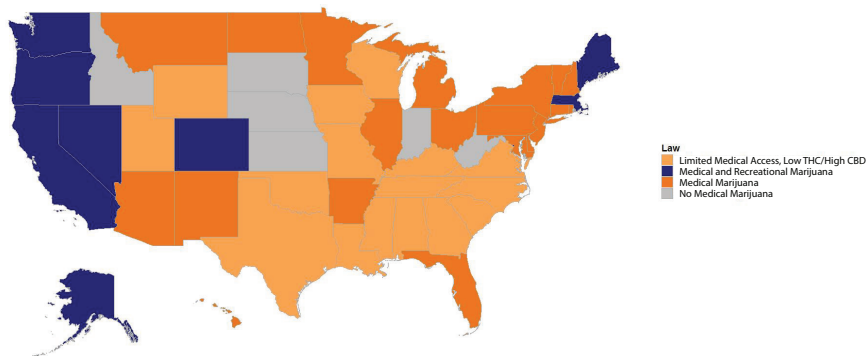 Law
Limited Medical Access, Low THC/High CBD
Medical and Recreational Marijuana
Medical Marijuana
No Medical Marijuana